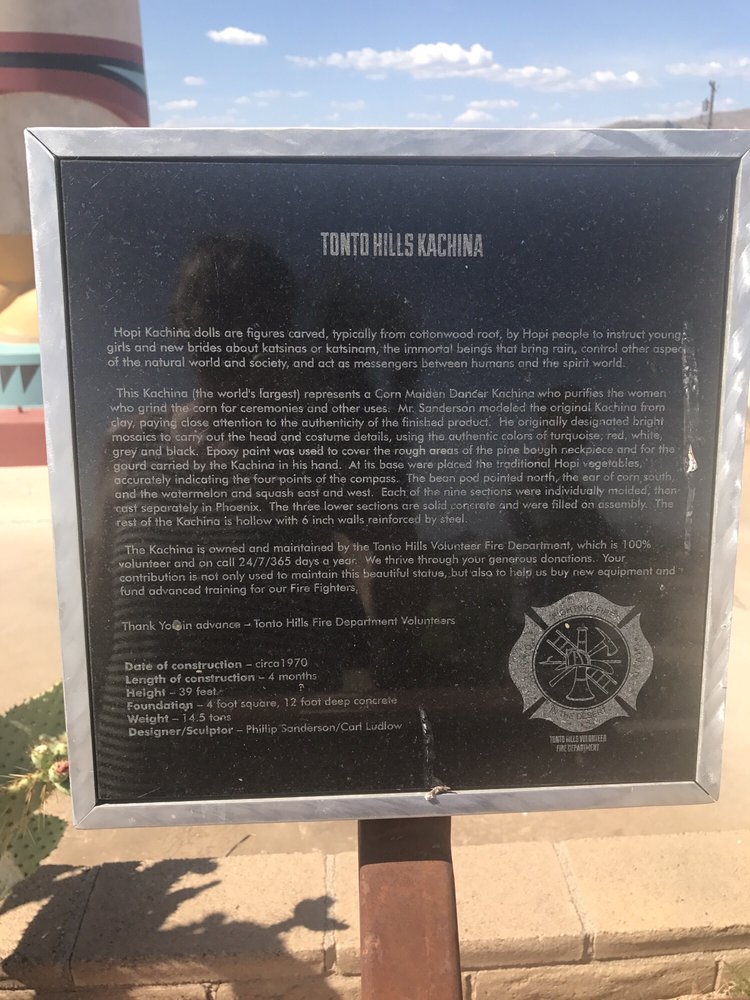 TONTO HILLS KACHINA
Hopi Kachina dolls are figures carved, typically from cottonwood root, by Hopi people to instruct young
girls and new brides about katsinas or katsinam, the immortal beings that bring rain, control other aspec
of the natural world and society, and act as messengers between humans and the spirit world.
This Kachina (the world's largest) represents a Corn Maiden Dancer Kachina who purifies the women
who grind the corn for ceremonies and other uses. Mr. Sanderson modeled the original Kachina from
clay, paying close attention to the authenticity of the finished product. He originally designated bright
mosaics to carry out the head and costume details, using the authentic colors of turquoise, red, white,
grey and black. Epoxy paint was used to cover the rough areas of the pine bough neckpiece and for the
gourd carried by the Kachina in his hand. At its base were placed the traditional Hopi vegetables,
accurately indicating the four points of the compass. The bean pod pointed north, the ear of corn south,
and the watermelon and squash east and west. Each of the nine sections were individually molded, then
cast separately in Phoenix. The three lower sections are solid concrete and were filled on assembly. The
rest of the Kachina is hollow with 6 inch walls reinforced by steel.
The Kachina is owned and maintained by the Tonto Hills Volunteer Fire Department, which is 100%
volunteer and on call 24/7/365 days a year. We thrive through your generous donations. Your
contribution is not only used to maintain this beautiful statue, but also to help us buy new equipment and
fund advanced training for our Fire Fighters.
Thank You in advance – Tonto Hills Fire Department Volunteers
Date of construction – circa1970
Length of construction – 4 months
Height – 39 feet
Foundation – 4 foot square, 12 foot deep concrete
Weight – 14.5 tons
Designer/Sculptor – Phillip Sanderson/Carl Ludlow
TONTO HILLS VOLUNTEER
FIRE DEPARTMENT